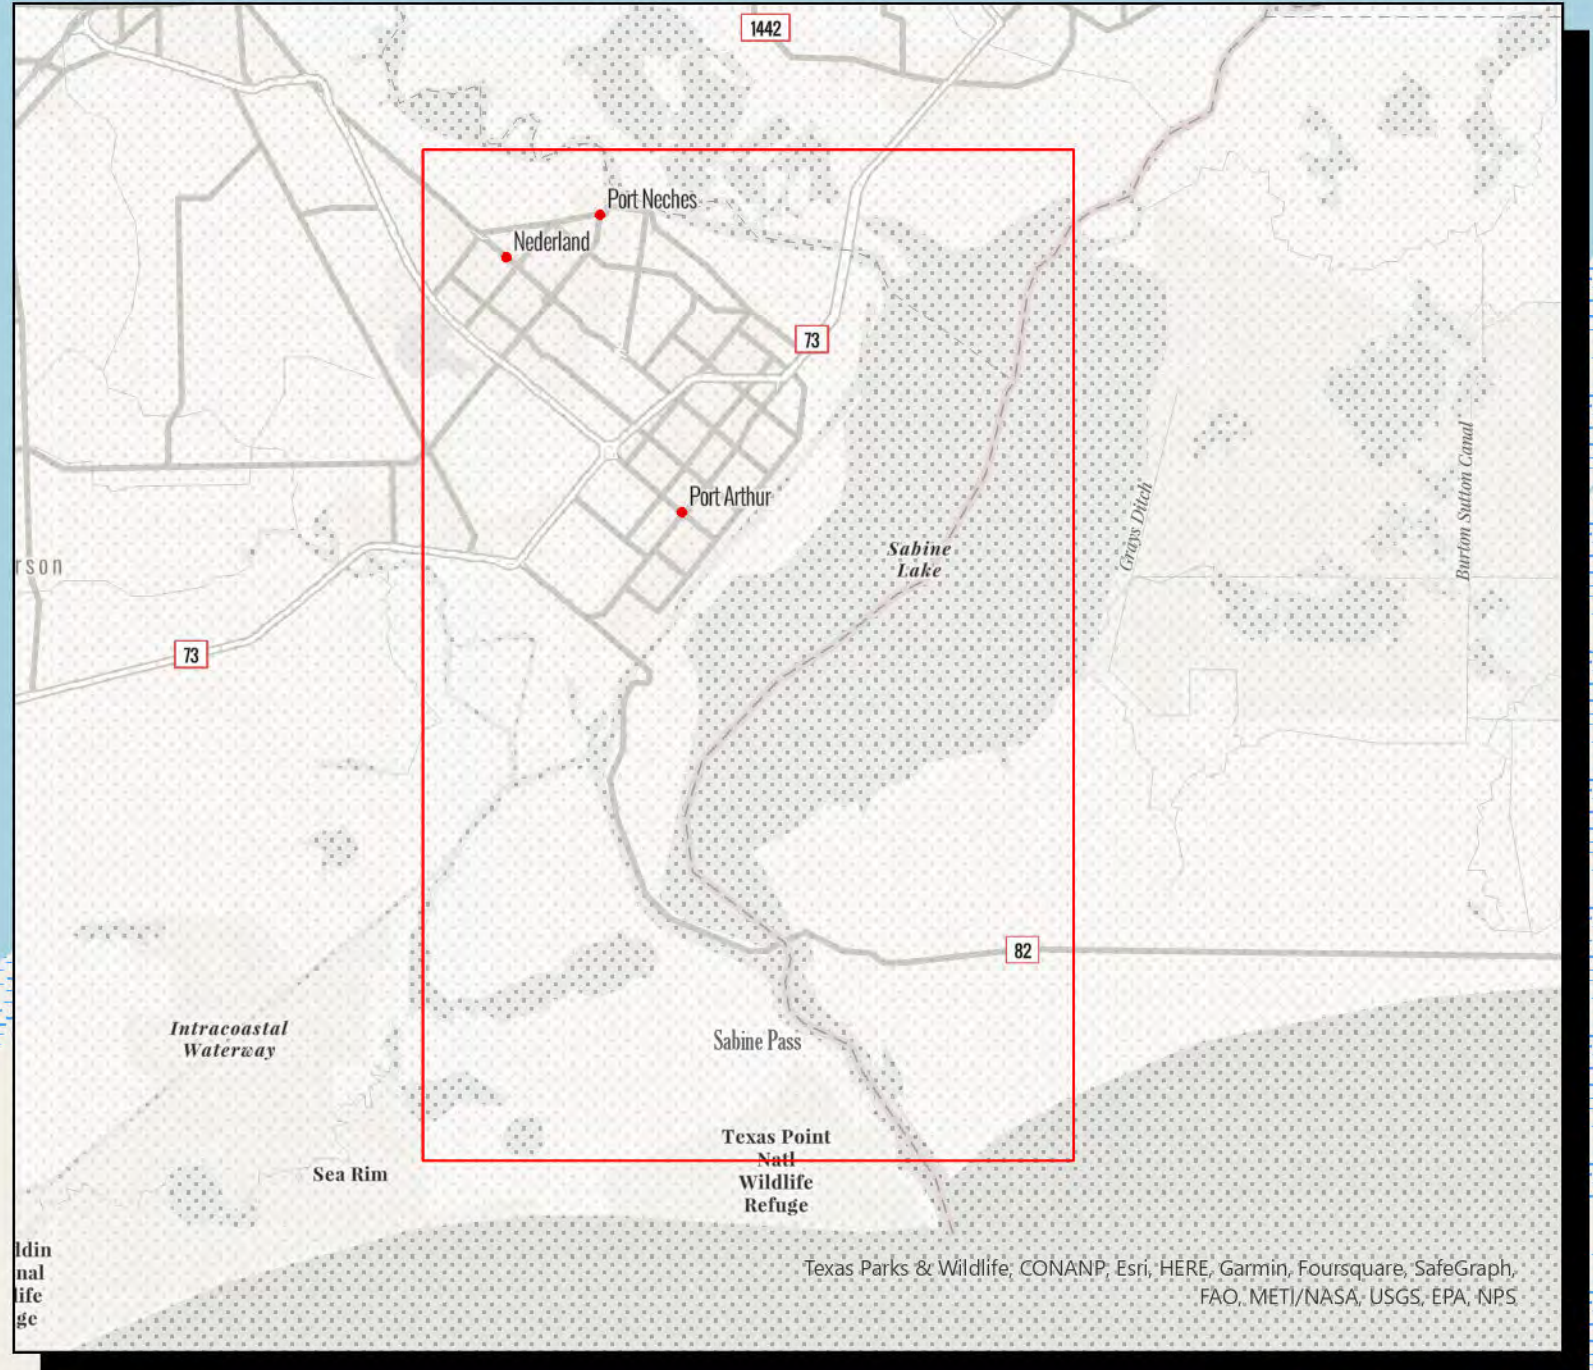 1442
Port Neches
Nederland
73
Port Arthur
Sabine
Lake
Grays Ditch
Burton Sutton Canal
rson
73
82
Intracoastal
Waterway
Sabine Pass
Texas Point
Natl
Wildlife
Refuge
Sea Rim
ldin
nal
life
ge
Texas Parks & Wildlife, CONANP, Esri, HERE, Garmin, Foursquare, SafeGraph,
FAO, METI/NASA, USGS, EPA, NPS